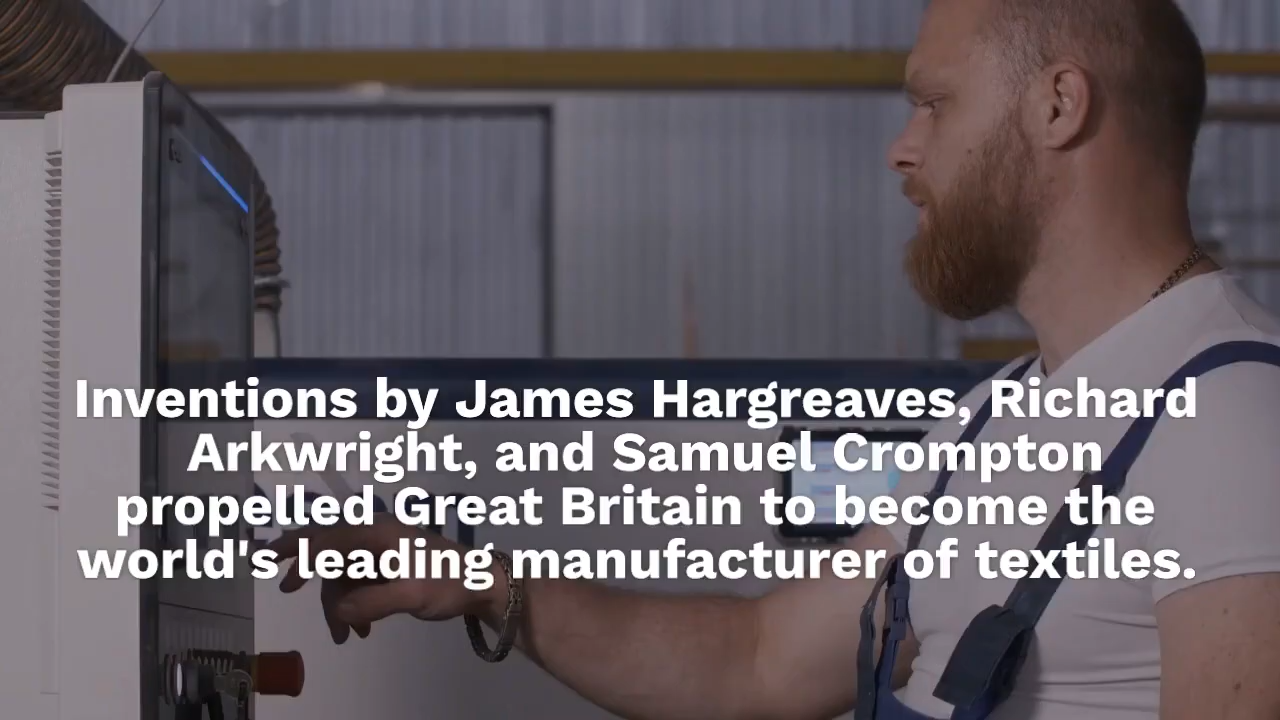 Inventions by James Hargreaves, Richard
Arkwright, and Samuel Crompton
propelled Great Britain to become the
world's leading manufacturer of textiles.